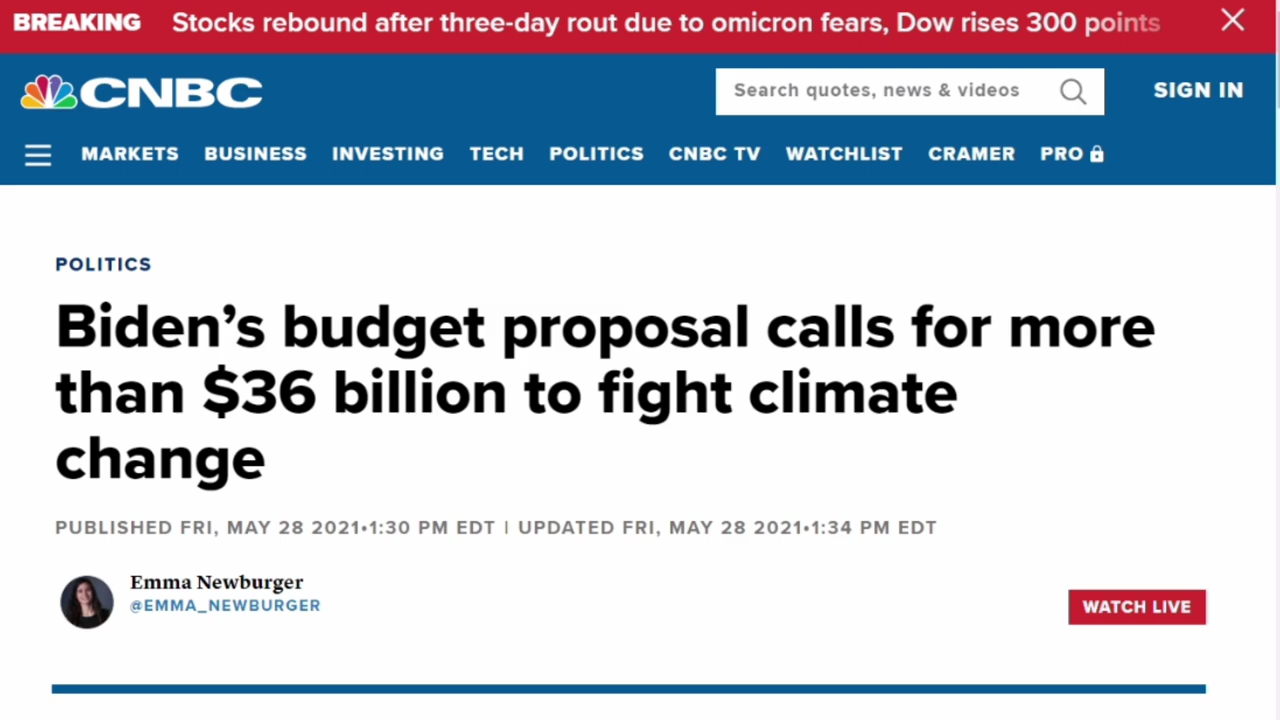 BREAKING Stocks rebound after three-day rout due to omicron fears, Dow rises 300 points
CNBC
Search quotes, news & videos
SIGN IN
MARKETS BUSINESS INVESTING TECH POLITICS CNBC TV WATCHLIST CRAMER PRO
POLITICS
Biden’s budget proposal calls for more
than $36 billion to fight climate
change
PUBLISHED FRI, MAY 28 2021•1:30 PM EDT | UPDATED FRI, MAY 28 2021•1:34 PM EDT
Emma Newburger
@EMMA_NEWBURGER
WATCH LIVE